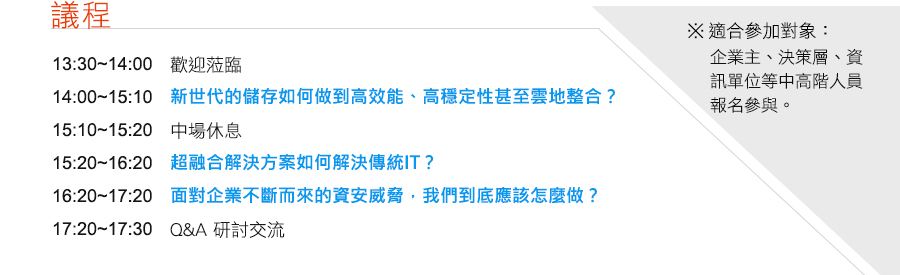 議程
13:30~14:00 歡迎蒞臨
14:00~15:10 新世代的儲存如何做到高效能、高穩定性甚至雲地整合？
15:10~15:20 中場休息
15:20~16:20 超融合解決方案如何解決傳統IT？
16:20~17:20 面對企業不斷而來的資安威脅，我們到底應該怎麼做？
17:20~17:30 Q&A 研討交流
※ 適合參加對象：
企業主、決策層、資
訊單位等中高階人員
報名參與。